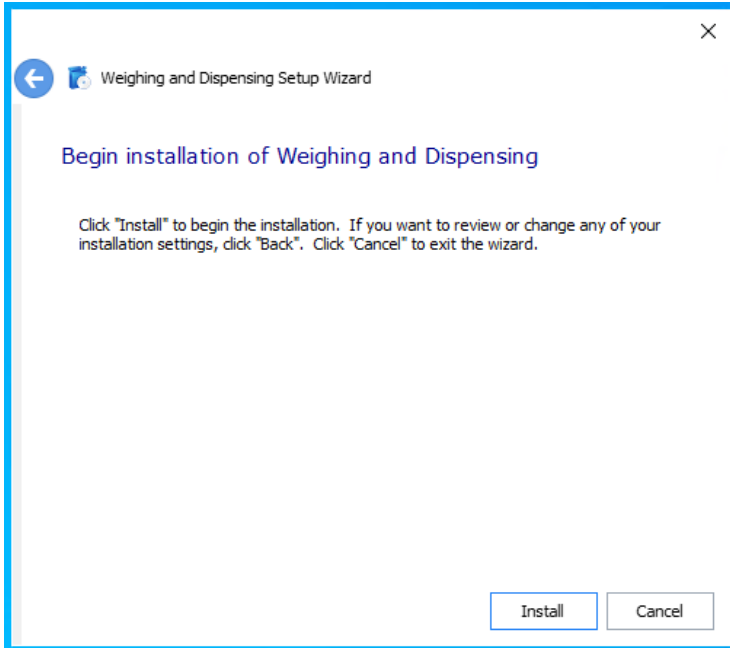 Weighing and Dispensing Setup Wizard
Begin installation of Weighing and Dispensing
Click "Install" to begin the installation.  If you want to review or change any of your
installation settings, click "Back".  Click "Cancel" to exit the wizard.
Install
Cancel